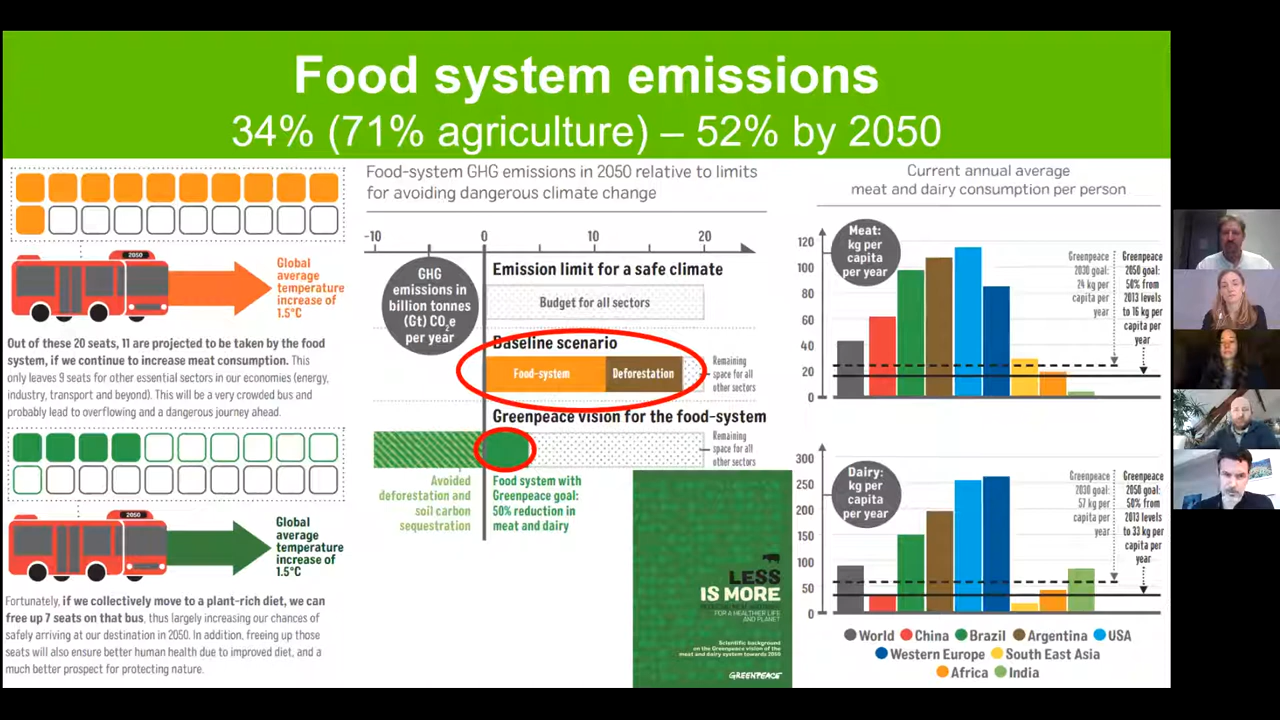 Food system emissions
34% (71% agriculture) – 52% by 2050
2050
Global
average
temperature
increase of
1.5°C
Out of these 20 seats, 11 are projected to be taken by the food
system, if we continue to increase meat consumption. This
only leaves 9 seats for other essential sectors in our economies (energy,
industry, transport and beyond). This will be a very crowded bus and
probably lead to overflowing and a dangerous journey ahead.
2050
Global
average
temperature
increase of
1.5°C
Fortunately, if we collectively move to a plant-rich diet, we can
free up 7 seats on that bus, thus largely increasing our chances of
safely arriving at our destination in 2050. In addition, freeing up those
seats will also ensure better human health due to improved diet, and a
much better prospect for protecting nature.
Food-system GHG emissions in 2050 relative to limits
for avoiding dangerous climate change
-10 0 10 20
GHG
emissions in
billion tonnes
(Gt) CO2e
per year
Emission limit for a safe climate
Budget for all sectors
Baseline scenario
Food-system Deforestation
Remaining
space for all
other sectors
Greenpeace vision for the food-system
Remaining
space for all
other sectors
Avoided
deforestation and
soil carbon
sequestration
Food system with
Greenpeace goal:
50% reduction in
meat and dairy
LESS
IS MORE
FOR A HEALTHIER LIFE
AND PLANET
Scientific background
on the Greenpeace vision of the
meat and dairy system towards 2050
GREENPEACE
Current annual average
meat and dairy consumption per person
Meat:
kg per
capita
per year
120
100
80
60
40
20
0
Greenpeace
2030 goal:
24 kg per
capita per
year
Greenpeace
2050 goal:
50% from
2013 levels
to 16 kg per
capita per
year
Dairy:
kg per
capita
per year
300
250
200
150
100
50
0
Greenpeace
2030 goal:
57 kg per
capita per
year
Greenpeace
2050 goal:
50% from
2013 levels
to 33 kg per
capita per
year
World China Brazil Argentina USA
Western Europe South East Asia
Africa India